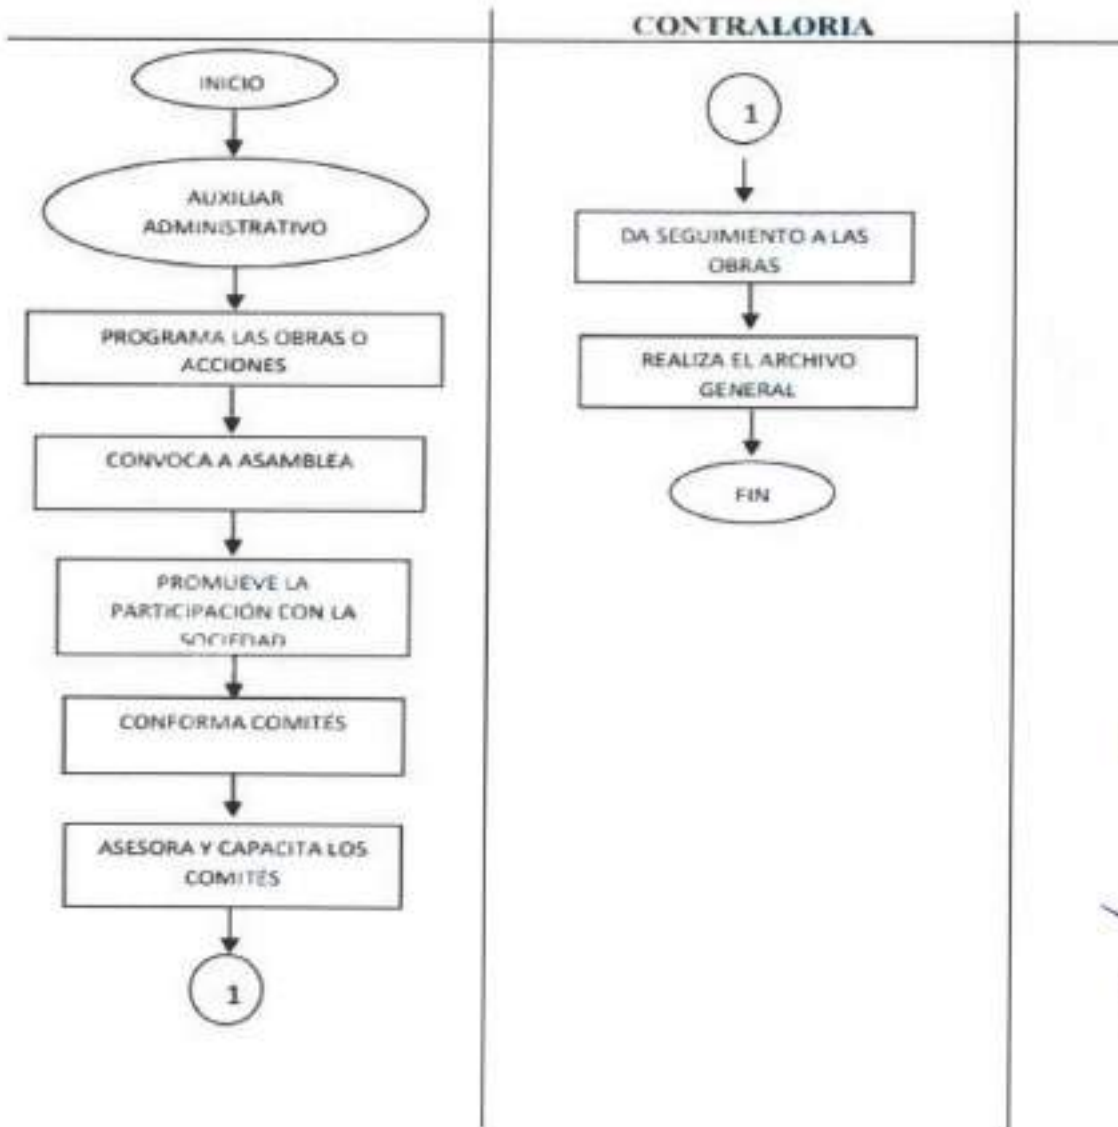 CONTRALORIA
INICIO
AUXILIAR
ADMINISTRATIVO
PROGRAMA LAS OBRAS O
ACCIONES
CONVOCA A ASAMBLEA
PROMUEVE LA
PARTICIPACIÓN CON LA
SOCIEDAD
CONFORMA COMITÉS
ASESORA Y CAPACITA LOS
COMITÉS
1
1
DA SEGUIMIENTO A LAS
OBRAS
REALIZA EL ARCHIVO
GENERAL
FIN